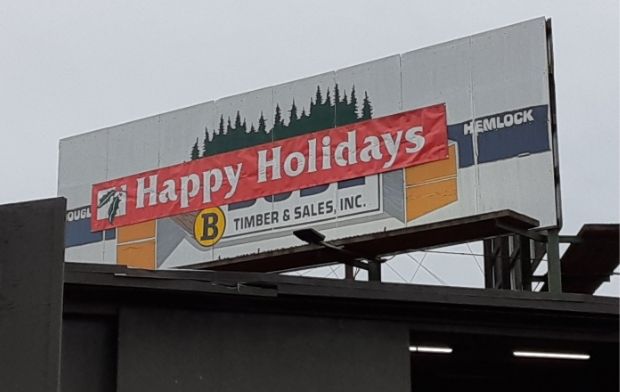 HEMLOCK
Happy Holidays
B
TIMBER & SALES, INC.